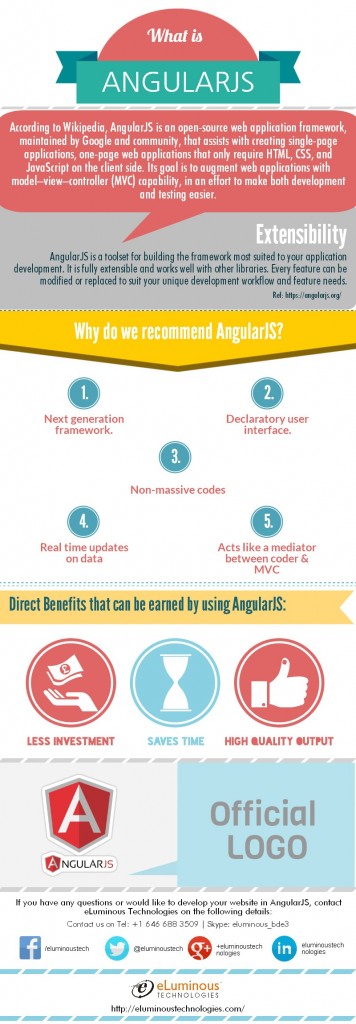 What is
ANGULARJS
According to Wikipedia, AngularJS is an open-source web application framework,
maintained by Google and community, that assists with creating single-page
applications, one-page web applications that only require HTML, CSS, and
JavaScript on the client side. Its goal is to augment web applications with
model–view–controller (MVC) capability, in an effort to make both development
and testing easier.
Extensibility
AngularJS is a toolset for building the framework most suited to your application
development. It is fully extensible and works well with other libraries. Every feature can be
modified or replaced to suit your unique development workflow and feature needs.
Ref: https://angularjs.org/
Why do we recommend AngularJS?
1.
Next generation
framework.
2.
Declaratory user
interface.
3.
Non-massive codes
4.
Real time updates
on data
5.
Acts like a mediator
between coder &
MVC
Direct Benefits that can be earned by using AngularJS:
£
LESS INVESTMENT
SAVES TIME
HIGH QUALITY OUTPUT
A
ANGULARJS
Official
LOGO
If you have any questions or would like to develop your website in AngularJS, contact
eLuminous Technologies on the following details:
Contact us on Tel: +1 646 688 3509 | Skype: eluminous_bde3
f
/eluminoustech
@eluminoustech
g+
+eluminoustech
nologies
in
eluminoustech
nologies
e eLuminous
TECHNOLOGIES
http://eluminoustechnologies.com/